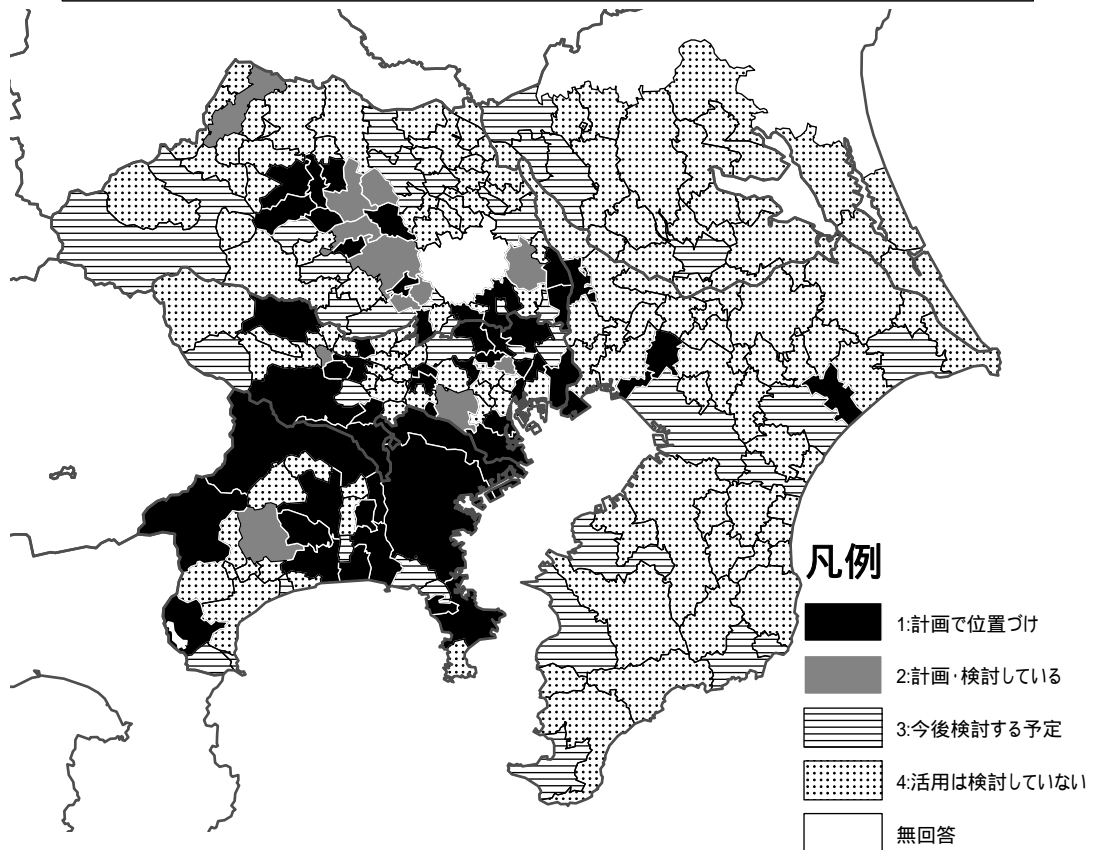 凡例
1:計画で位置づけ
2:計画・検討している
3:今後検討する予定
4:活用は検討していない
無回答